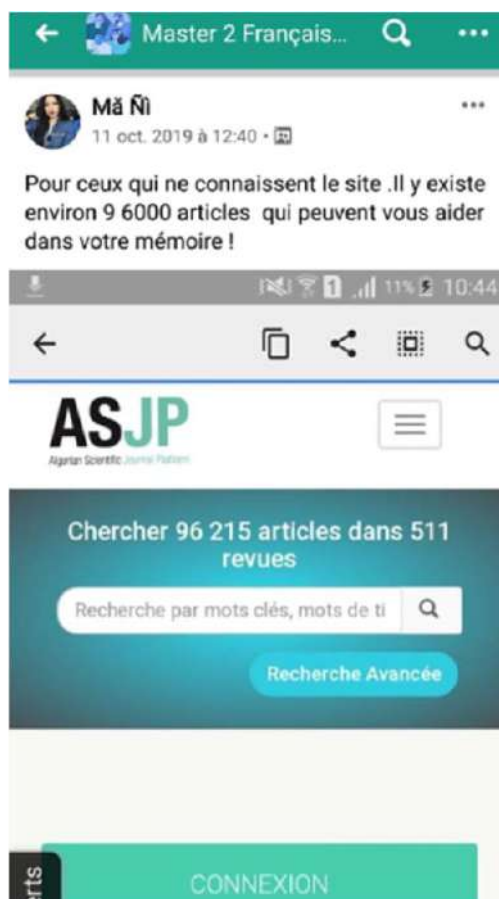 Master 2 Français...
Mă Ñì
11 oct. 2019 à 12:40 •
Pour ceux qui ne connaissent le site .Il y existe
environ 9 6000 articles qui peuvent vous aider
dans votre mémoire !
1 11% 10:44
ASJP
Algerian Scientific Journal Platform
Chercher 96 215 articles dans 511
revues
Recherche par mots clés, mots de ti
Recherche Avancée
erts
CONNEXION